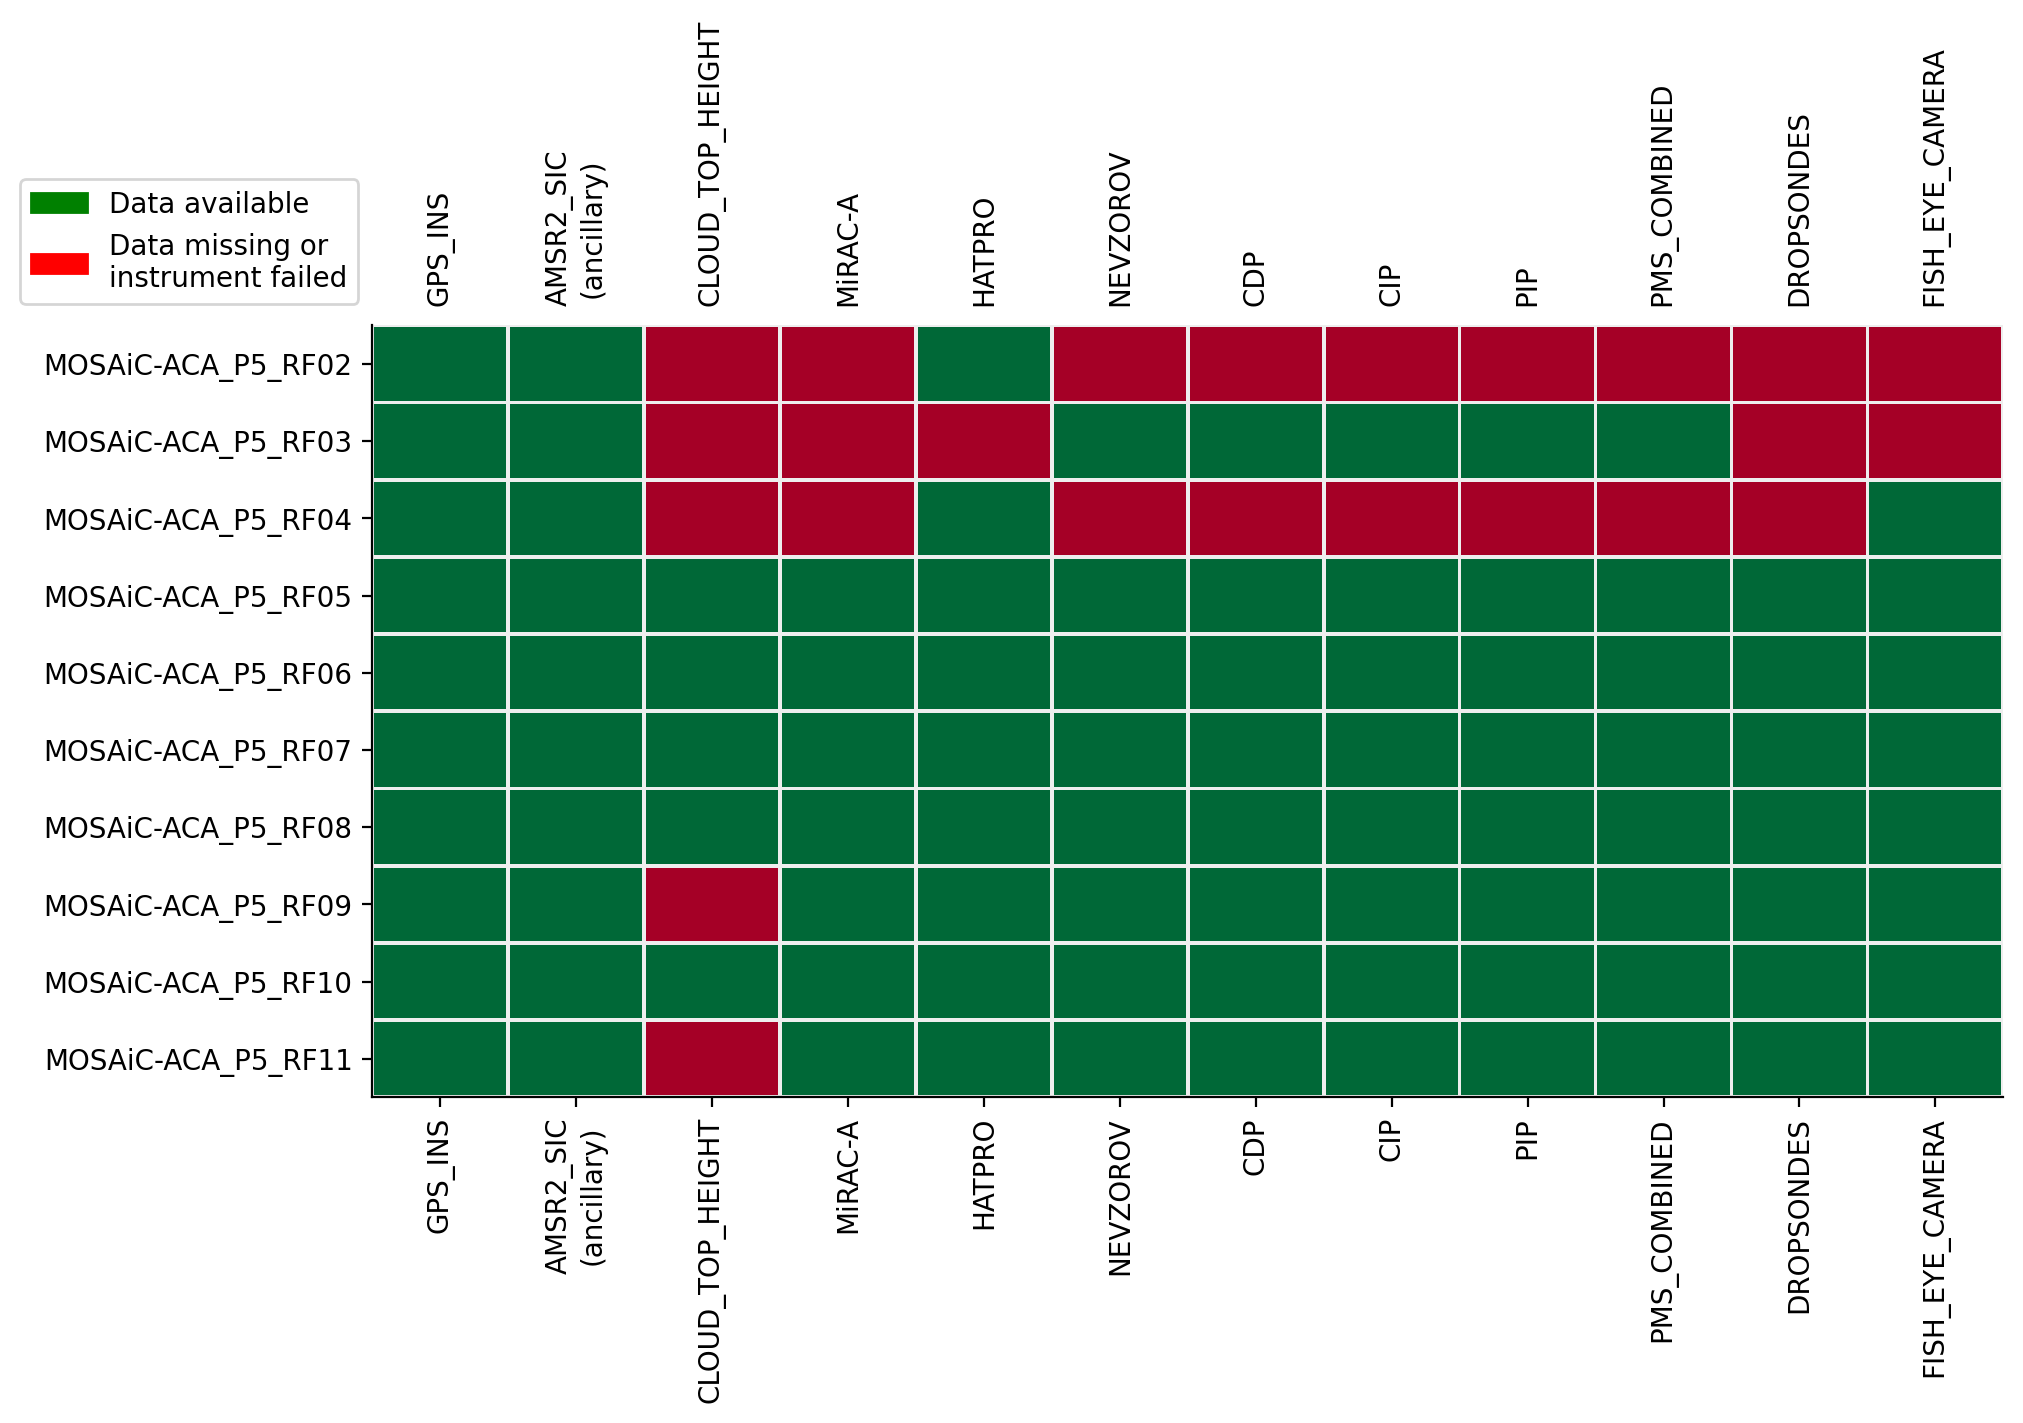 GPS_INS
AMSR2_SIC
(ancillary)
CLOUD_TOP_HEIGHT
MiRAC-A
HATPRO
NEVZOROV
CDP
CIP
PIP
PMS_COMBINED
DROPSONDES
FISH_EYE_CAMERA
Data available
Data missing or
instrument failed
MOSAiC-ACA_P5_RF02
MOSAiC-ACA_P5_RF03
MOSAiC-ACA_P5_RF04
MOSAiC-ACA_P5_RF05
MOSAiC-ACA_P5_RF06
MOSAiC-ACA_P5_RF07
MOSAiC-ACA_P5_RF08
MOSAiC-ACA_P5_RF09
MOSAiC-ACA_P5_RF10
MOSAiC-ACA_P5_RF11
GPS_INS
AMSR2_SIC
(ancillary)
CLOUD_TOP_HEIGHT
MiRAC-A
HATPRO
NEVZOROV
CDP
CIP
PIP
PMS_COMBINED
DROPSONDES
FISH_EYE_CAMERA